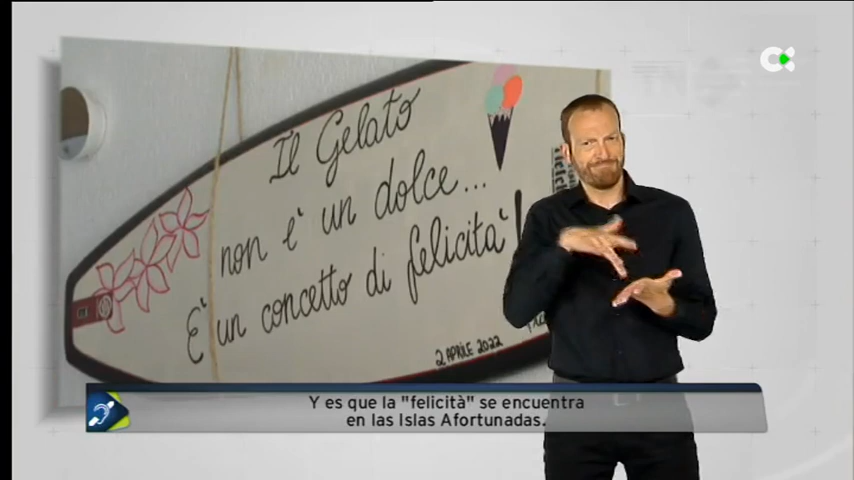 Il Gelato
non è un dolce...
È un concetto di felicità!
2 APRILE 2022
Y es que la "felicità" se encuentra
en las Islas Afortunadas.